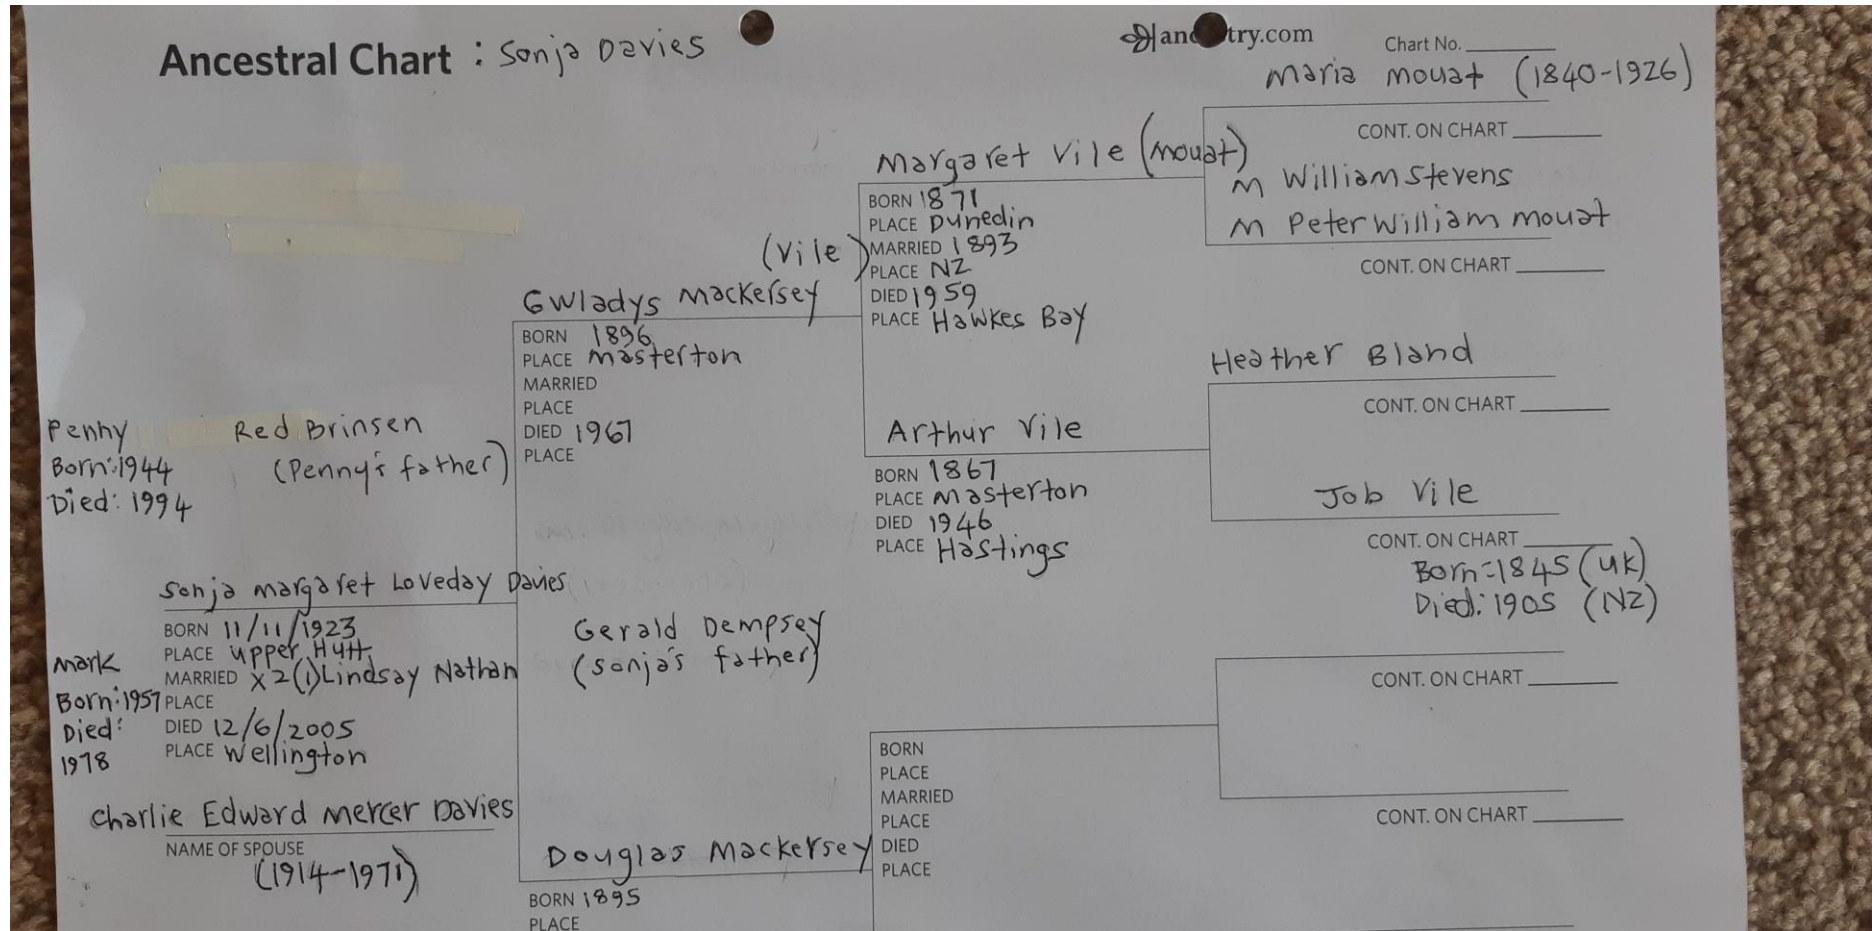 Ancestral Chart : Sonja Davies
ancestry.com
Chart No.
Maria Mouat (1840-1926)
CONT. ON CHART
M William Stevens
M Peter William Mouat
CONT. ON CHART
Margaret Vile (Mouat)
BORN 1871
PLACE Dunedin
MARRIED 1893
PLACE NZ
DIED 1959
PLACE Hawkes Bay
(Vile)
Gwladys Mackersey
BORN 1896
PLACE Masterton
MARRIED
PLACE
DIED 1967
PLACE
Heather Bland
CONT. ON CHART
Arthur Vile
BORN 1867
PLACE Masterton
DIED 1946
PLACE Hastings
Job Vile
CONT. ON CHART
Born: 1845 (UK)
Died: 1905 (NZ)
Penny
Born: 1944
Died: 1994
Red Brinsen
(Penny's father)
Sonja Margaret Loveday Davies
BORN 11/11/1923
PLACE Upper Hutt
MARRIED x2 (1) Lindsay Nathan
PLACE
DIED 12/6/2005
PLACE Wellington
Mark
Born: 1957
Died:
1978
Gerald Dempsey
(Sonja's father)
Charlie Edward Mercer Davies
NAME OF SPOUSE
(1914-1971)
CONT. ON CHART
BORN
PLACE
MARRIED
PLACE
DIED
PLACE
CONT. ON CHART
Douglas Mackersey
BORN 1895
PLACE